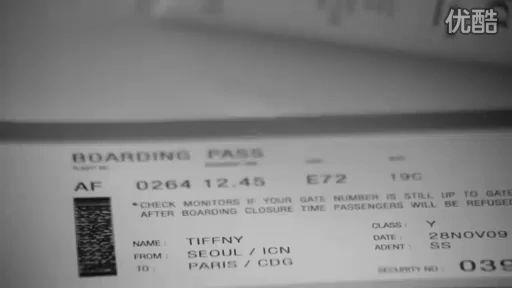 优酷
BOARDING PASS
AF 0264 12.45 E72 19C
*CHECK MONITORS IF YOUR GATE NUMBER IS STILL UP TO GATE
AFTER BOARDING CLOSURE TIME PASSENGERS WILL BE REFUSED
CLASS: Y
NAME: TIFFNY DATE: 28NOV09
FROM: SEOUL / ICN ADENT: SS
TO: PARIS / CDG
SECURITY NO: 039